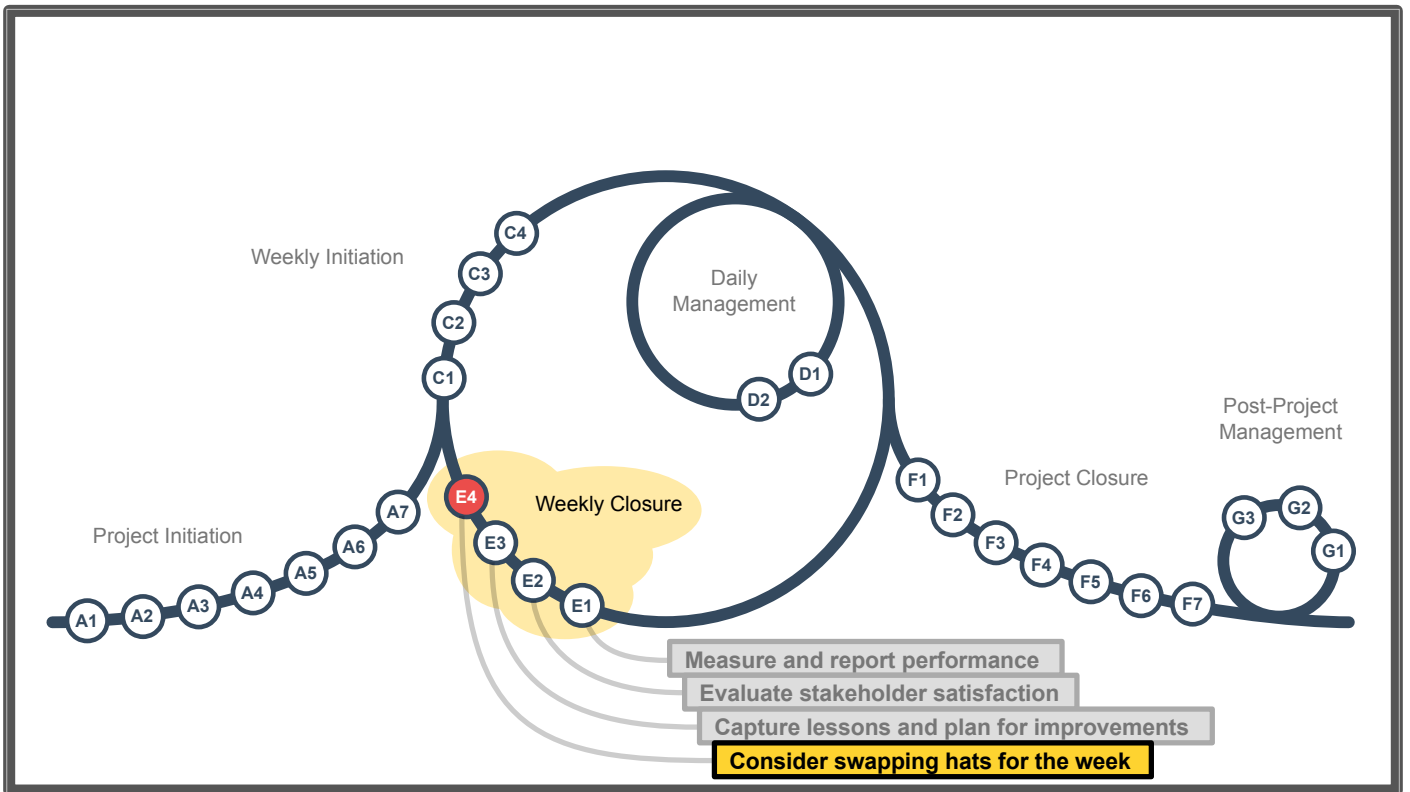 Weekly Initiation
C4
C3
C2
C1
Daily
Management
D1
D2
Post-Project
Management
Project Closure
Project Initiation
Weekly Closure
A1
A2
A3
A4
A5
A6
A7
E4
E3
E2
E1
F1
F2
F3
F4
F5
F6
F7
G3
G2
G1
Measure and report performance
Evaluate stakeholder satisfaction
Capture lessons and plan for improvements
Consider swapping hats for the week